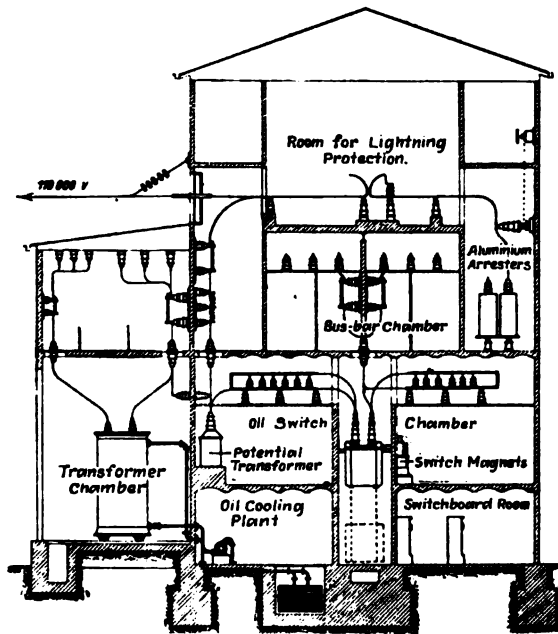 Room for Lightning
Protection.
110 000 v
Aluminium
Arresters
Bus-bar Chamber
Oil Switch
Chamber
Potential
Transformer
Switch Magnets
Transformer
Chamber
Oil Cooling
Plant
Switchboard Room